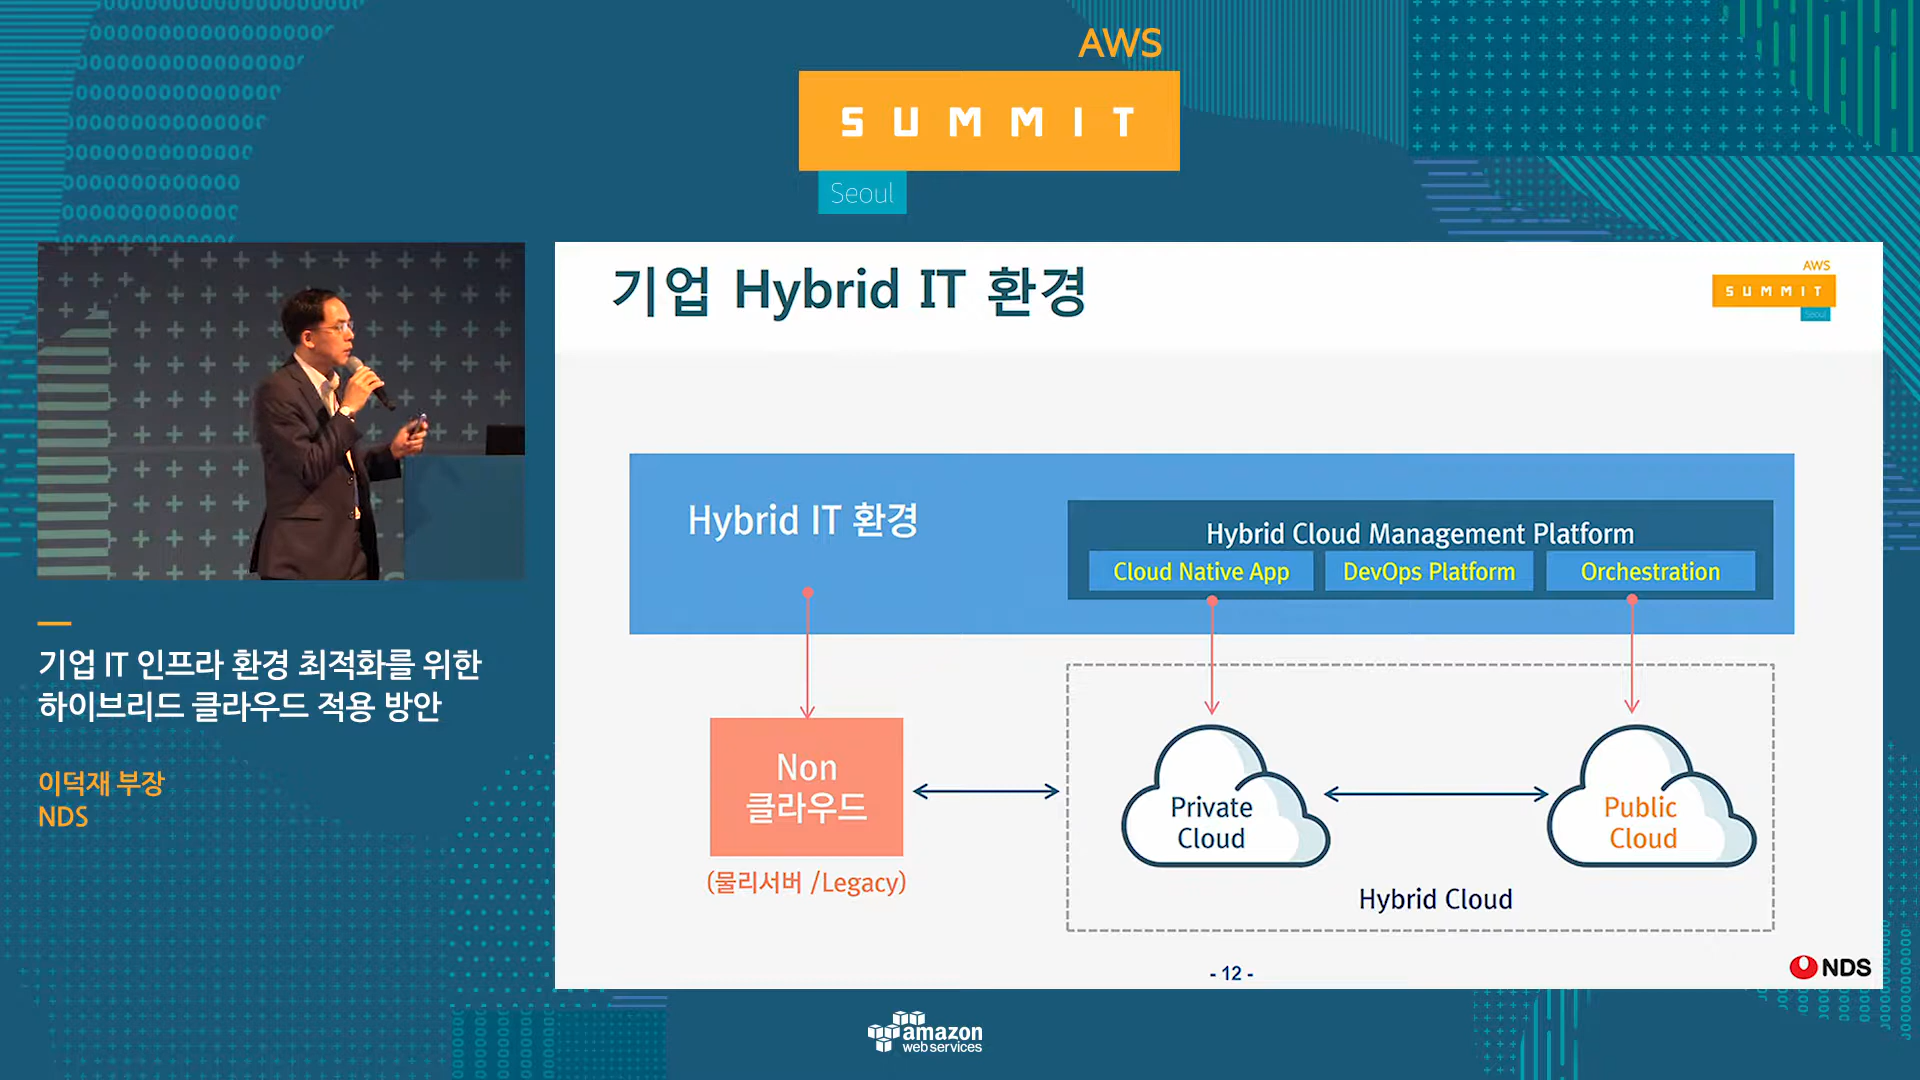 AWS
SUMMIT
Seoul
기업 IT 인프라 환경 최적화를 위한
하이브리드 클라우드 적용 방안
이덕재 부장
NDS
기업 Hybrid IT 환경
AWS
SUMMIT
Seoul
Hybrid IT 환경
Hybrid Cloud Management Platform
Cloud Native App
DevOps Platform
Orchestration
Non
클라우드
(물리서버 /Legacy)
Private
Cloud
Public
Cloud
Hybrid Cloud
- 12 -
NDS
amazon
web services